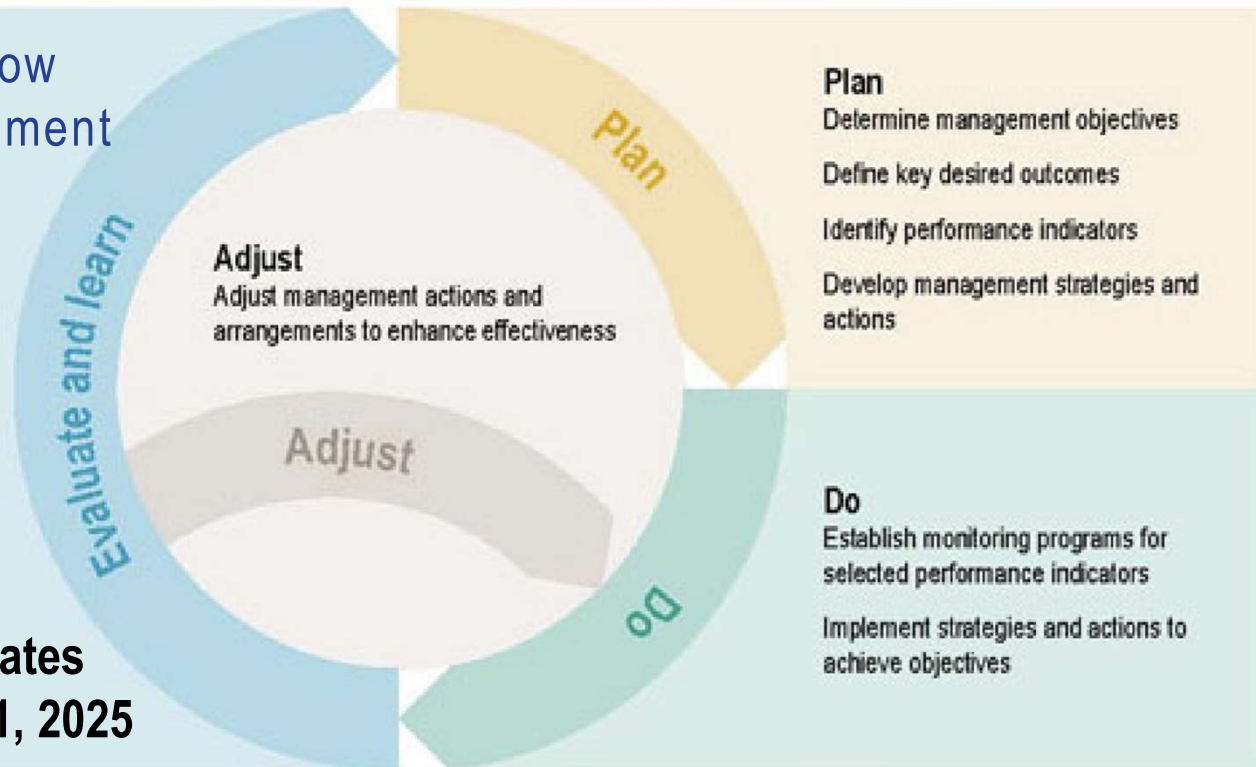 ow
ment
Evaluate and learn
Plan
Adjust
Adjust management actions and
arrangements to enhance effectiveness
Adjust
Do
Plan
Determine management objectives
Define key desired outcomes
Identify performance indicators
Develop management strategies and
actions
Do
Establish monitoring programs for
selected performance indicators
Implement strategies and actions to
achieve objectives
ates
1, 2025